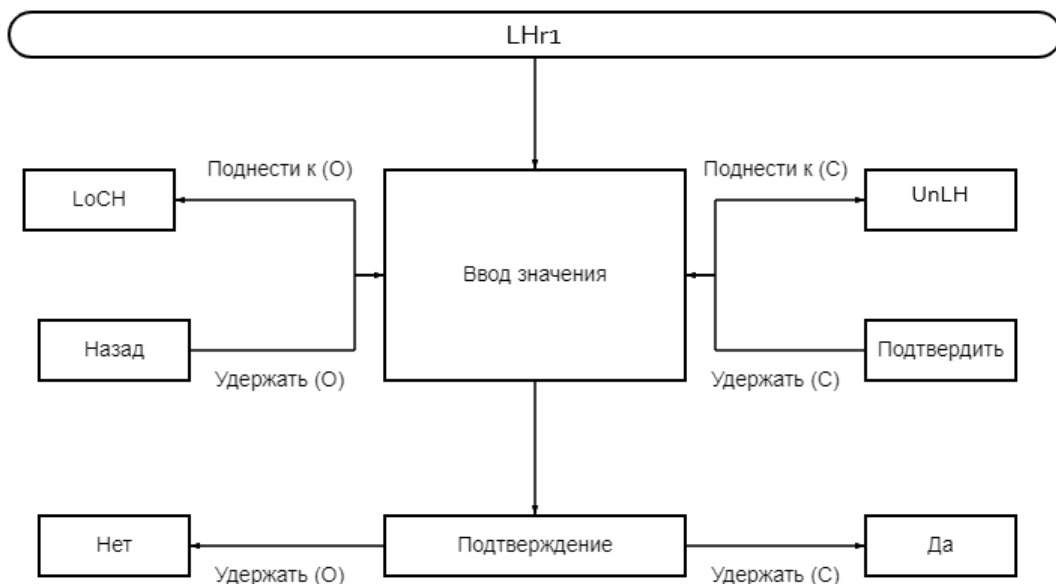 LHr1
Поднести к (O)
Поднести к (C)
LoCH
UnLH
Ввод значения
Назад
Подтвердить
Удержать (O)
Удержать (C)
Нет
Подтверждение
Да
Удержать (O)
Удержать (C)